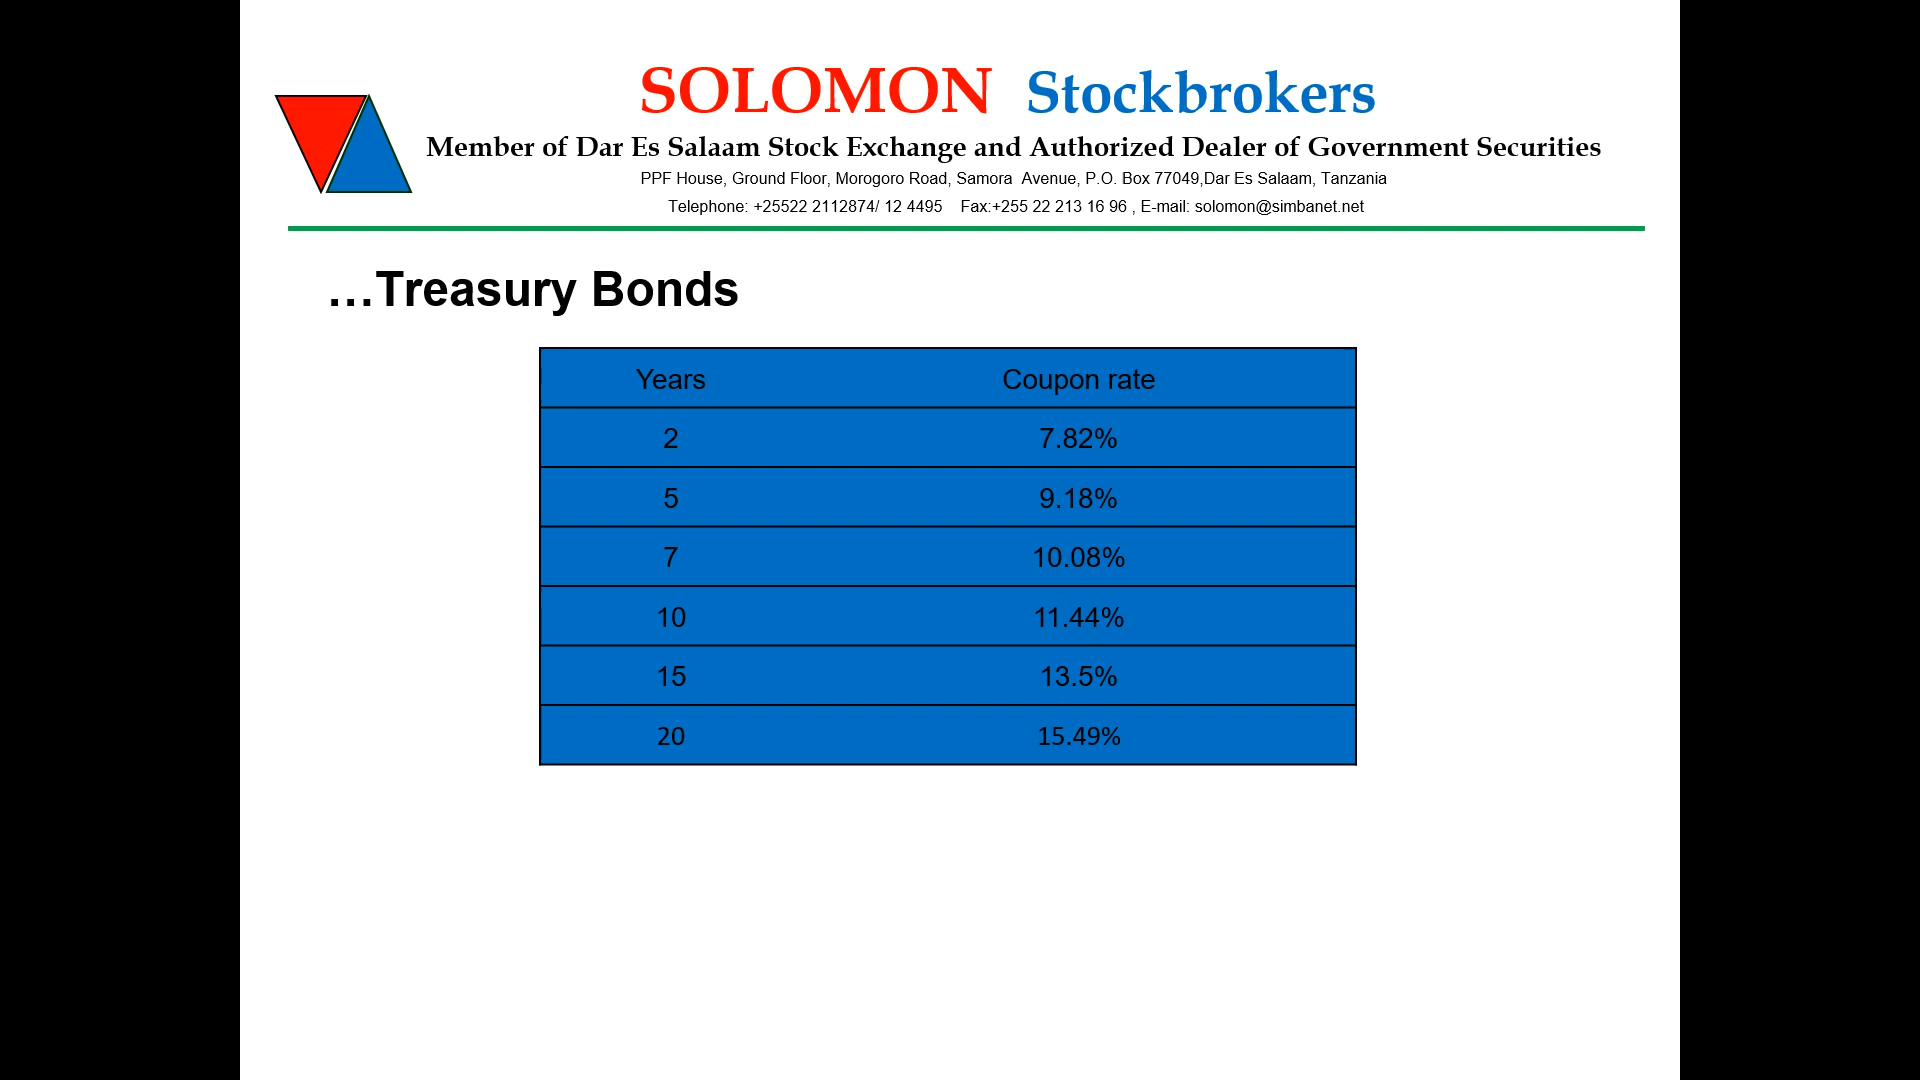 SOLOMON Stockbrokers
Member of Dar Es Salaam Stock Exchange and Authorized Dealer of Government Securities
PPF House, Ground Floor, Morogoro Road, Samora  Avenue, P.O. Box 77049,Dar Es Salaam, Tanzania
Telephone: +25522 2112874/ 12 4495    Fax:+255 22 213 16 96 , E-mail: solomon@simbanet.net
…Treasury Bonds
Years Coupon rate
2 7.82%
5 9.18%
7 10.08%
10 11.44%
15 13.5%
20 15.49%